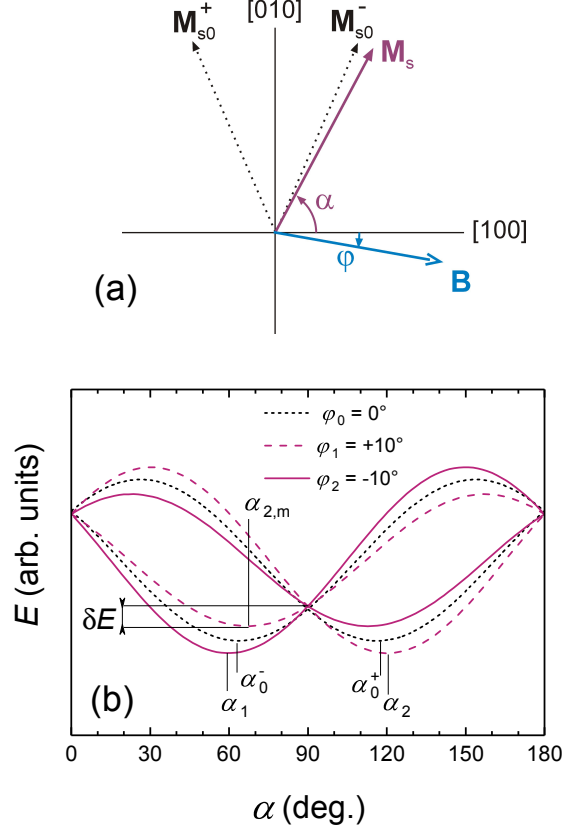 M⁺s0 [010] M⁻s0
Ms
α
[100]
φ
B
(a)
φ0 = 0°
φ1 = +10°
φ2 = -10°
α2,m
E (arb. units)
δE
α⁻0 α⁺0
α1 α2
(b)
0 30 60 90 120 150 180
α (deg.)